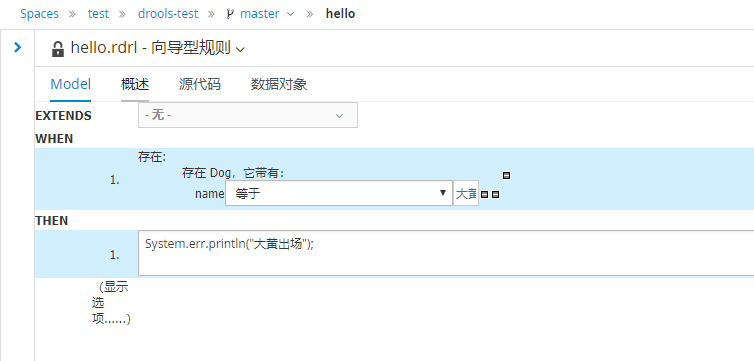 Spaces » test » drools-test » master » hello
hello.rdrl - 向导型规则
Model 概述 源代码 数据对象
EXTENDS - 无 -
WHEN
存在:
1. 存在 Dog，它带有:
name 等于 大黄
THEN
1. System.err.println("大黄出场");
(显示
选
项......)